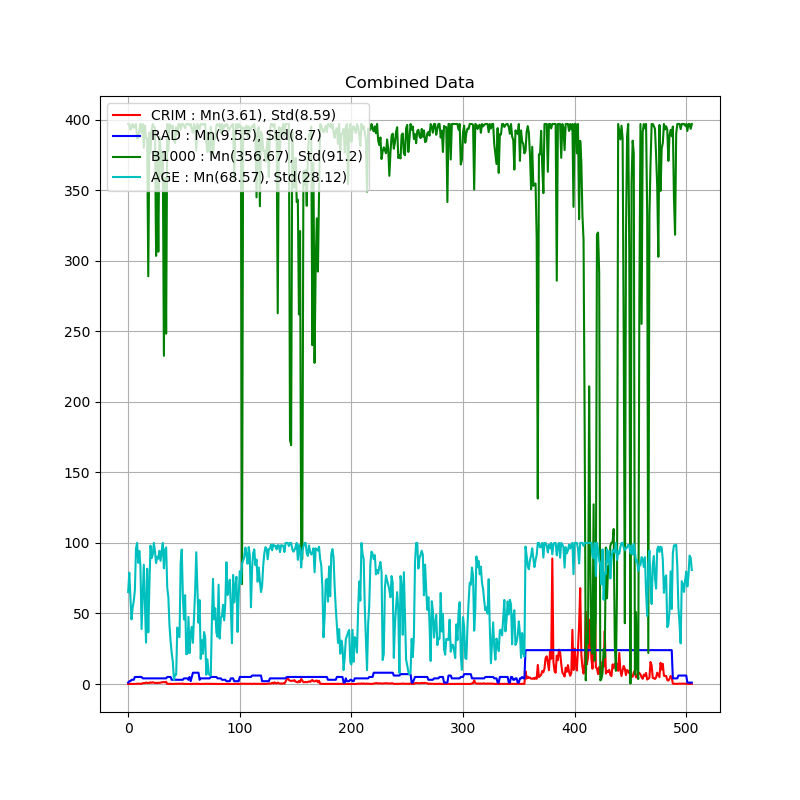 Combined Data
CRIM : Mn(3.61), Std(8.59)
RAD : Mn(9.55), Std(8.7)
B1000 : Mn(356.67), Std(91.2)
AGE : Mn(68.57), Std(28.12)
400
350
300
250
200
150
100
50
0
0 100 200 300 400 500